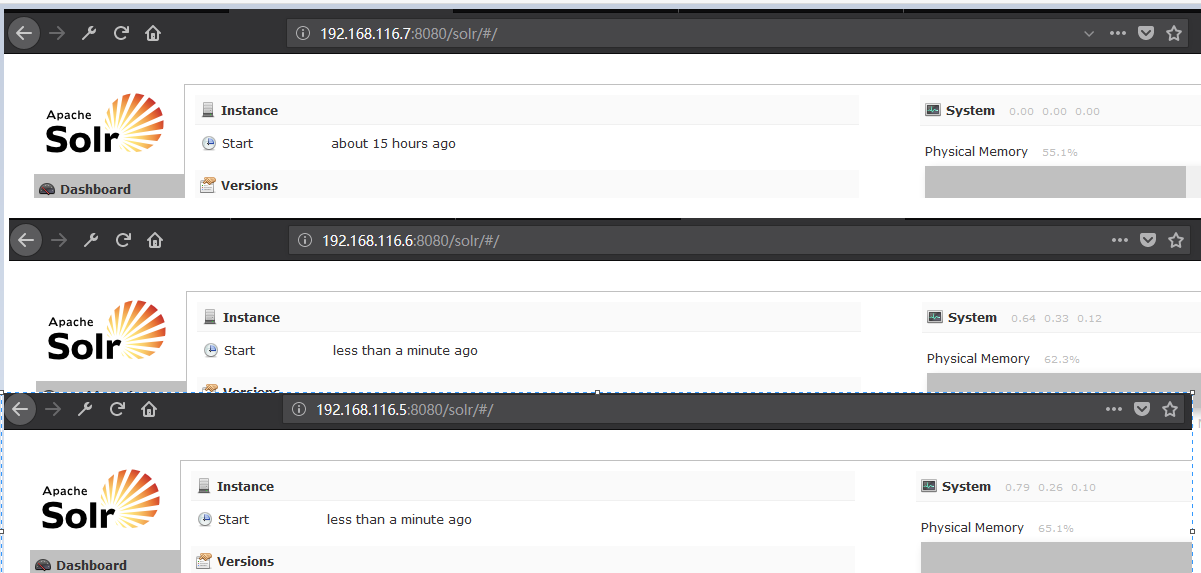 192.168.116.7:8080/solr/#/
Apache
Solr
Instance
System 0.00 0.00 0.00
Start about 15 hours ago
Physical Memory 55.1%
Versions
Dashboard
192.168.116.6:8080/solr/#/
Apache
Solr
Instance
System 0.64 0.33 0.12
Start less than a minute ago
Physical Memory 62.3%
Versions
192.168.116.5:8080/solr/#/
Apache
Solr
Instance
System 0.79 0.26 0.10
Start less than a minute ago
Physical Memory 65.1%
Versions
Dashboard